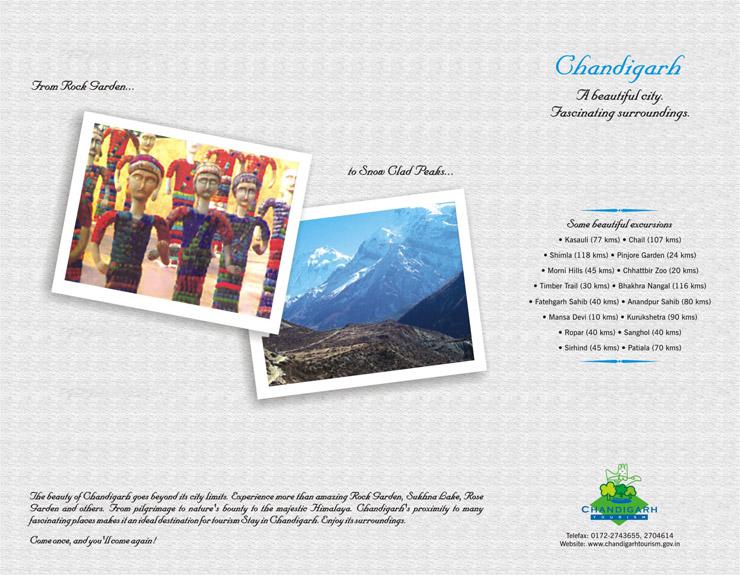 From Rock Garden...
to Snow Clad Peaks...
Chandigarh
A beautiful city.
Fascinating surroundings.
Some beautiful excursions
• Kasauli (77 kms) • Chail (107 kms)
• Shimla (118 kms) • Pinjore Garden (24 kms)
• Morni Hills (45 kms) • Chhattbir Zoo (20 kms)
• Timber Trail (30 kms) • Bhakhra Nangal (116 kms)
• Fatehgarh Sahib (40 kms) • Anandpur Sahib (80 kms)
• Mansa Devi (10 kms) • Kurukshetra (90 kms)
• Ropar (40 kms) • Sanghol (40 kms)
• Sirhind (45 kms) • Patiala (70 kms)
The beauty of Chandigarh goes beyond its city limits. Experience more than amazing Rock Garden, Sukhna Lake, Rose
Garden and others. From pilgrimage to nature's bounty to the majestic Himalaya. Chandigarh's proximity to many
fascinating places makes it an ideal destination for tourism Stay in Chandigarh. Enjoy its surroundings.
Come once, and you'll come again!
CHANDIGARH
TOURISM
Telefax: 0172-2743655, 2704614
Website: www.chandigarhtourism.gov.in